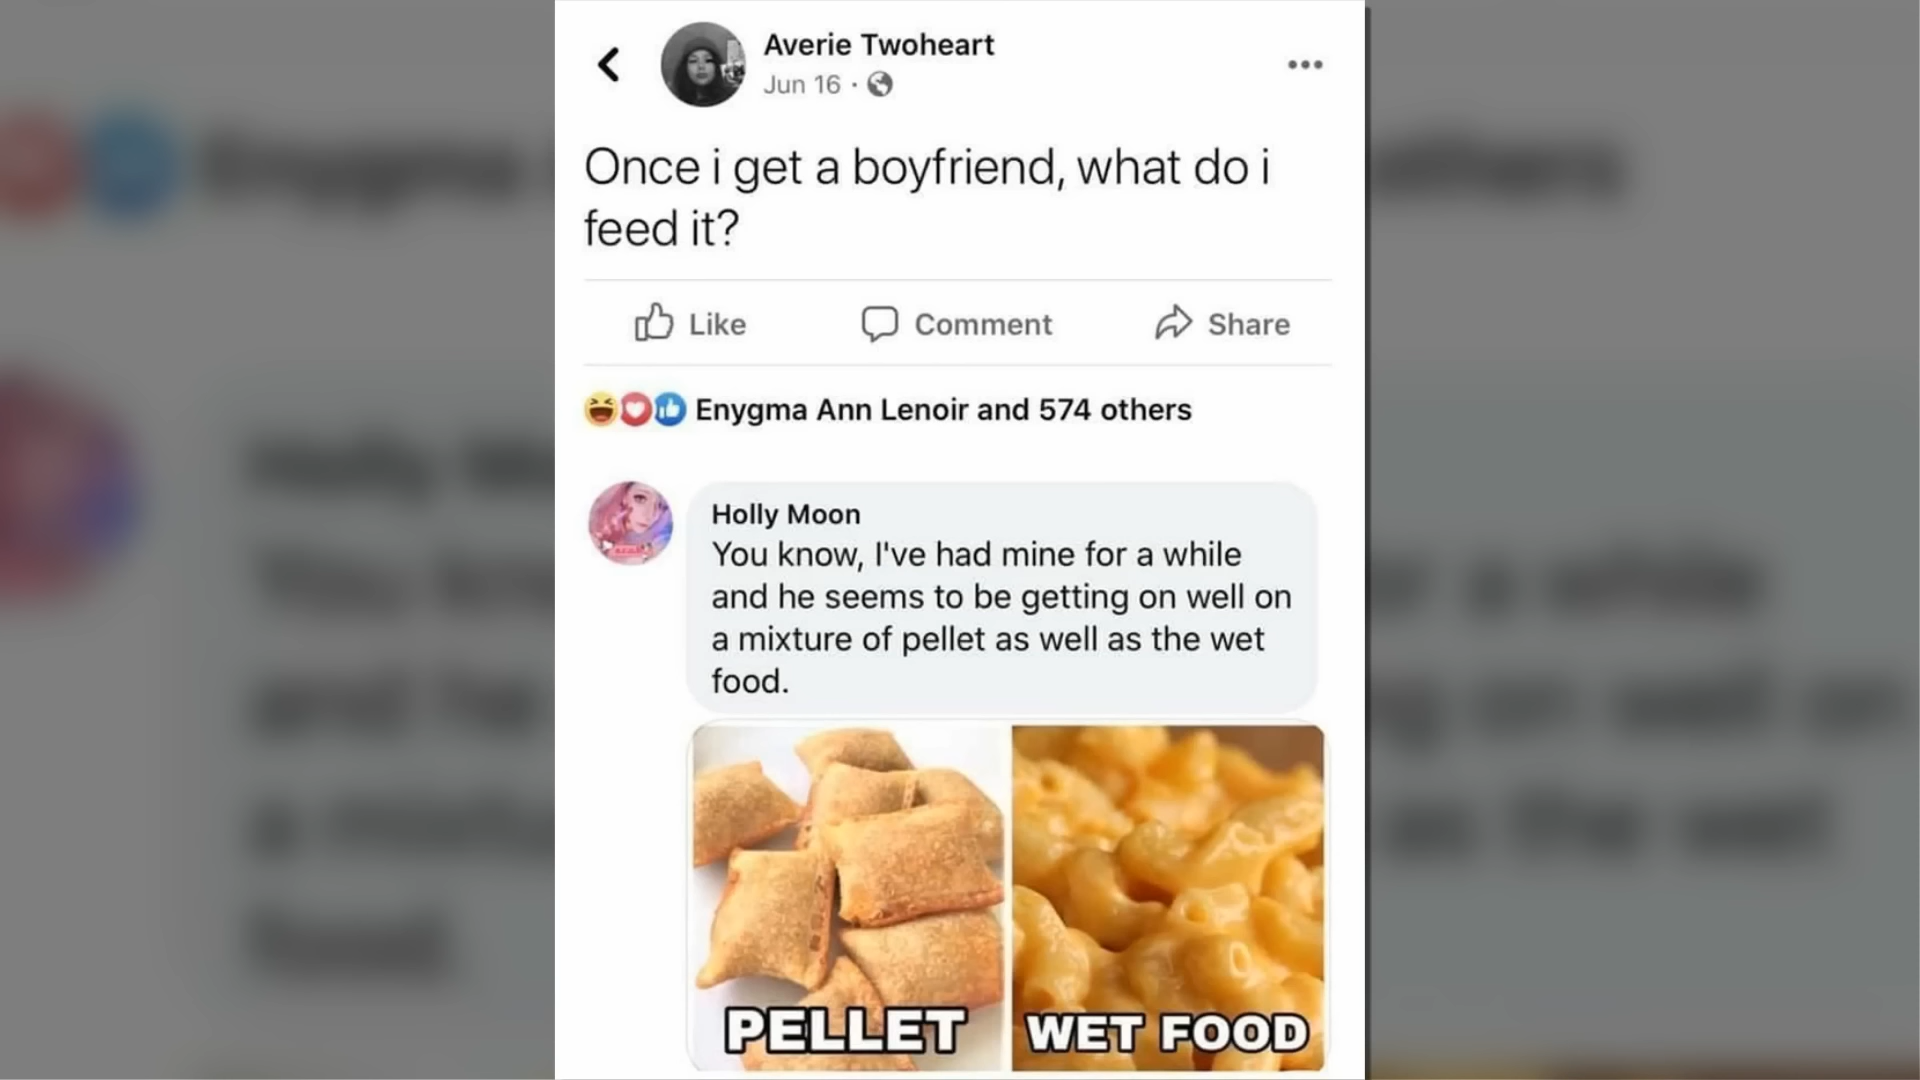 Averie Twoheart
Jun 16 ·
Once i get a boyfriend, what do i
feed it?
Like
Comment
Share
Enygma Ann Lenoir and 574 others
Holly Moon
You know, I've had mine for a while
and he seems to be getting on well on
a mixture of pellet as well as the wet
food.
PELLET
WET FOOD